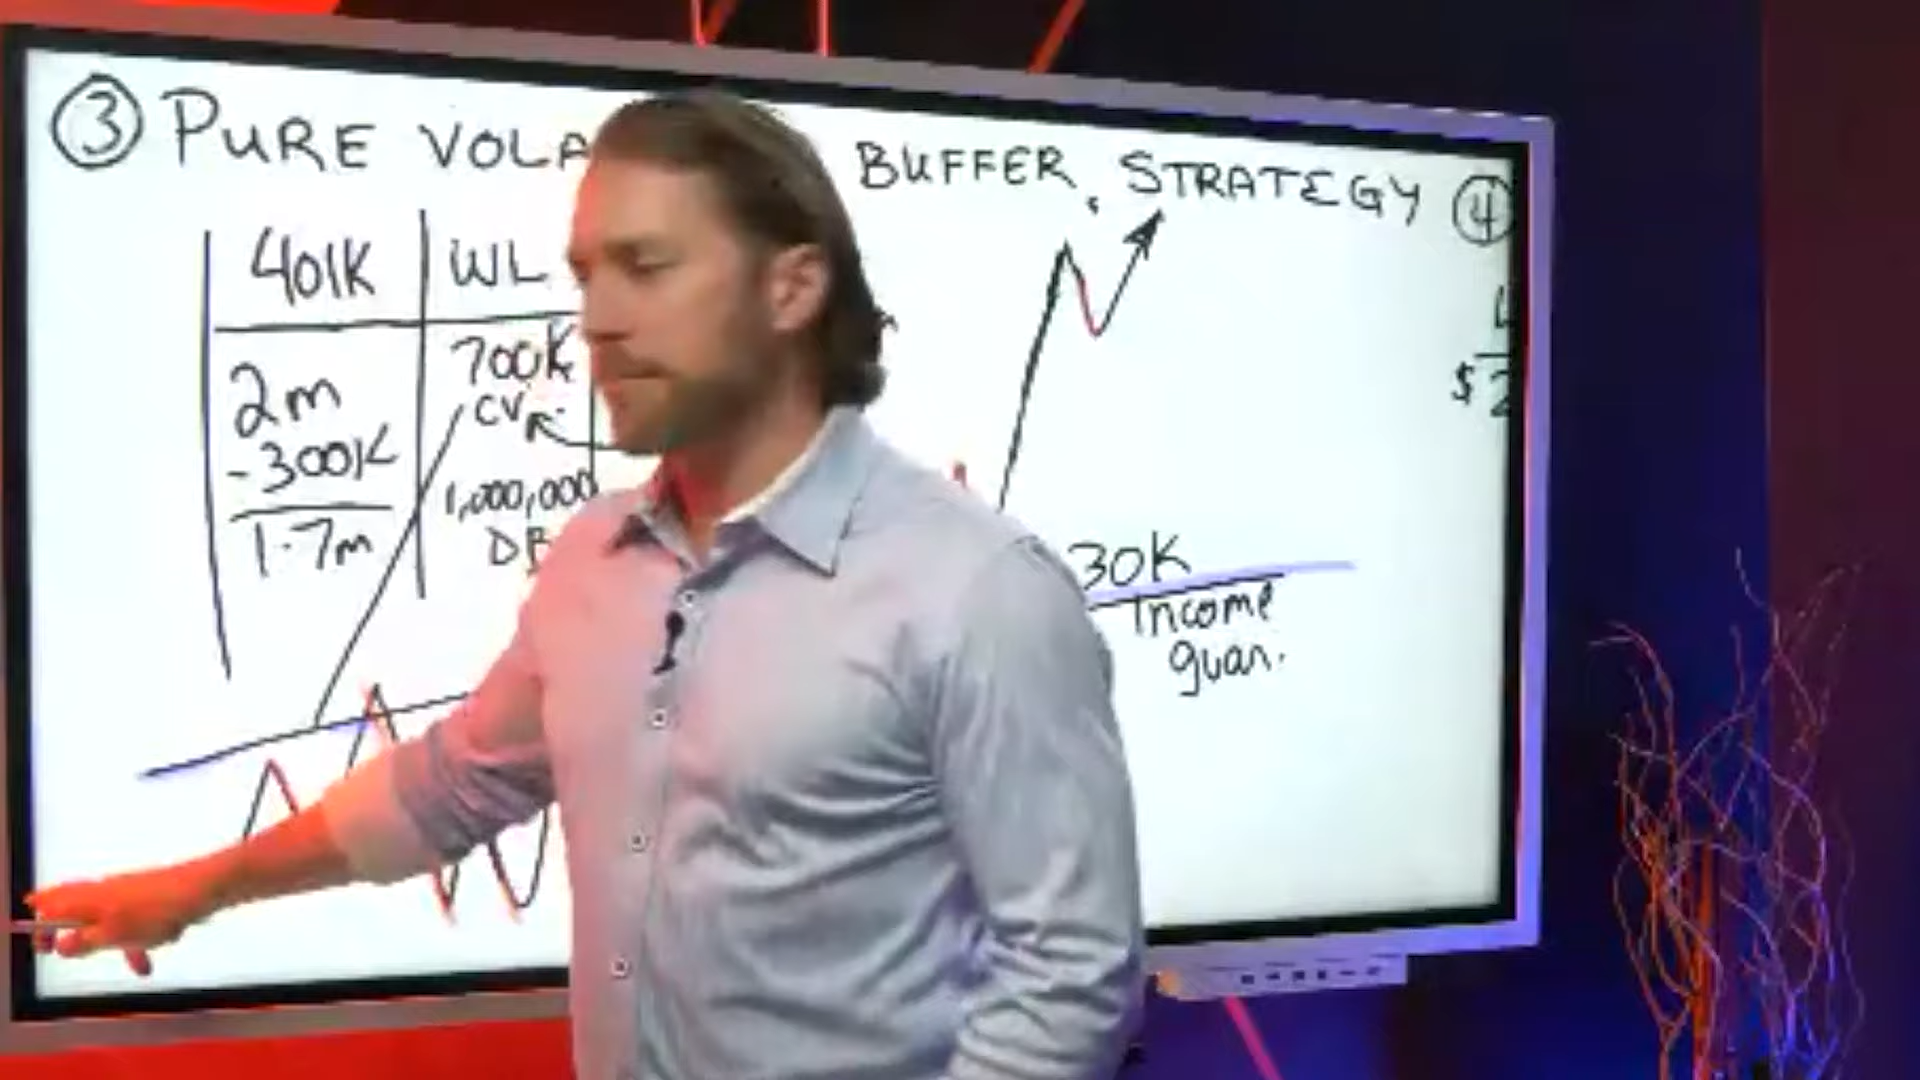 ③ PURE VOLA BUFFER STRATEGY ④
401K WL
2m
-300K
1.7m
700K
CV
1,000,000
30K
Income
guar.
$2